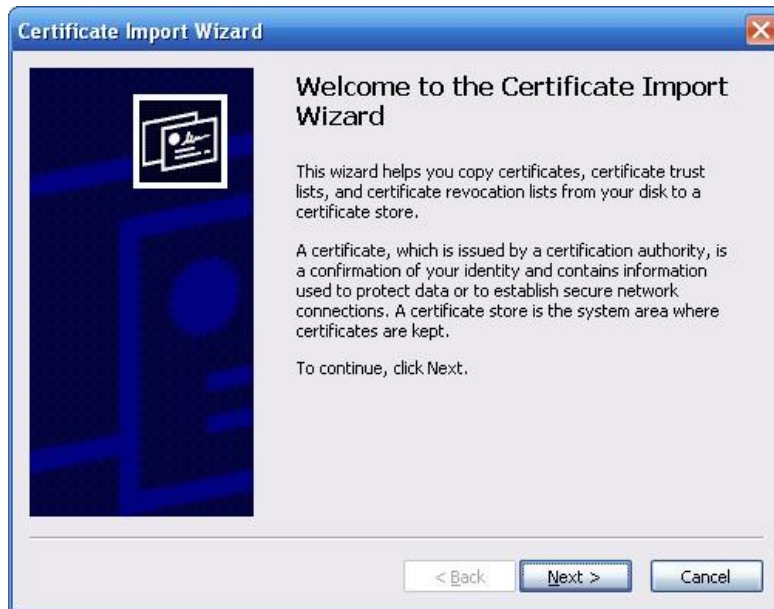 Certificate Import Wizard
Welcome to the Certificate Import
Wizard
This wizard helps you copy certificates, certificate trust
lists, and certificate revocation lists from your disk to a
certificate store.
A certificate, which is issued by a certification authority, is
a confirmation of your identity and contains information
used to protect data or to establish secure network
connections. A certificate store is the system area where
certificates are kept.
To continue, click Next.
< Back Next > Cancel